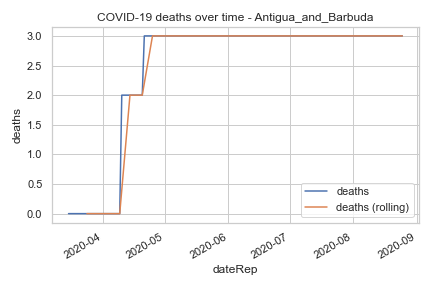 COVID-19 deaths over time - Antigua_and_Barbuda
deaths
3.0
2.5
2.0
1.5
1.0
0.5
0.0
deaths
deaths (rolling)
2020-04
2020-05
2020-06
2020-07
2020-08
2020-09
dateRep